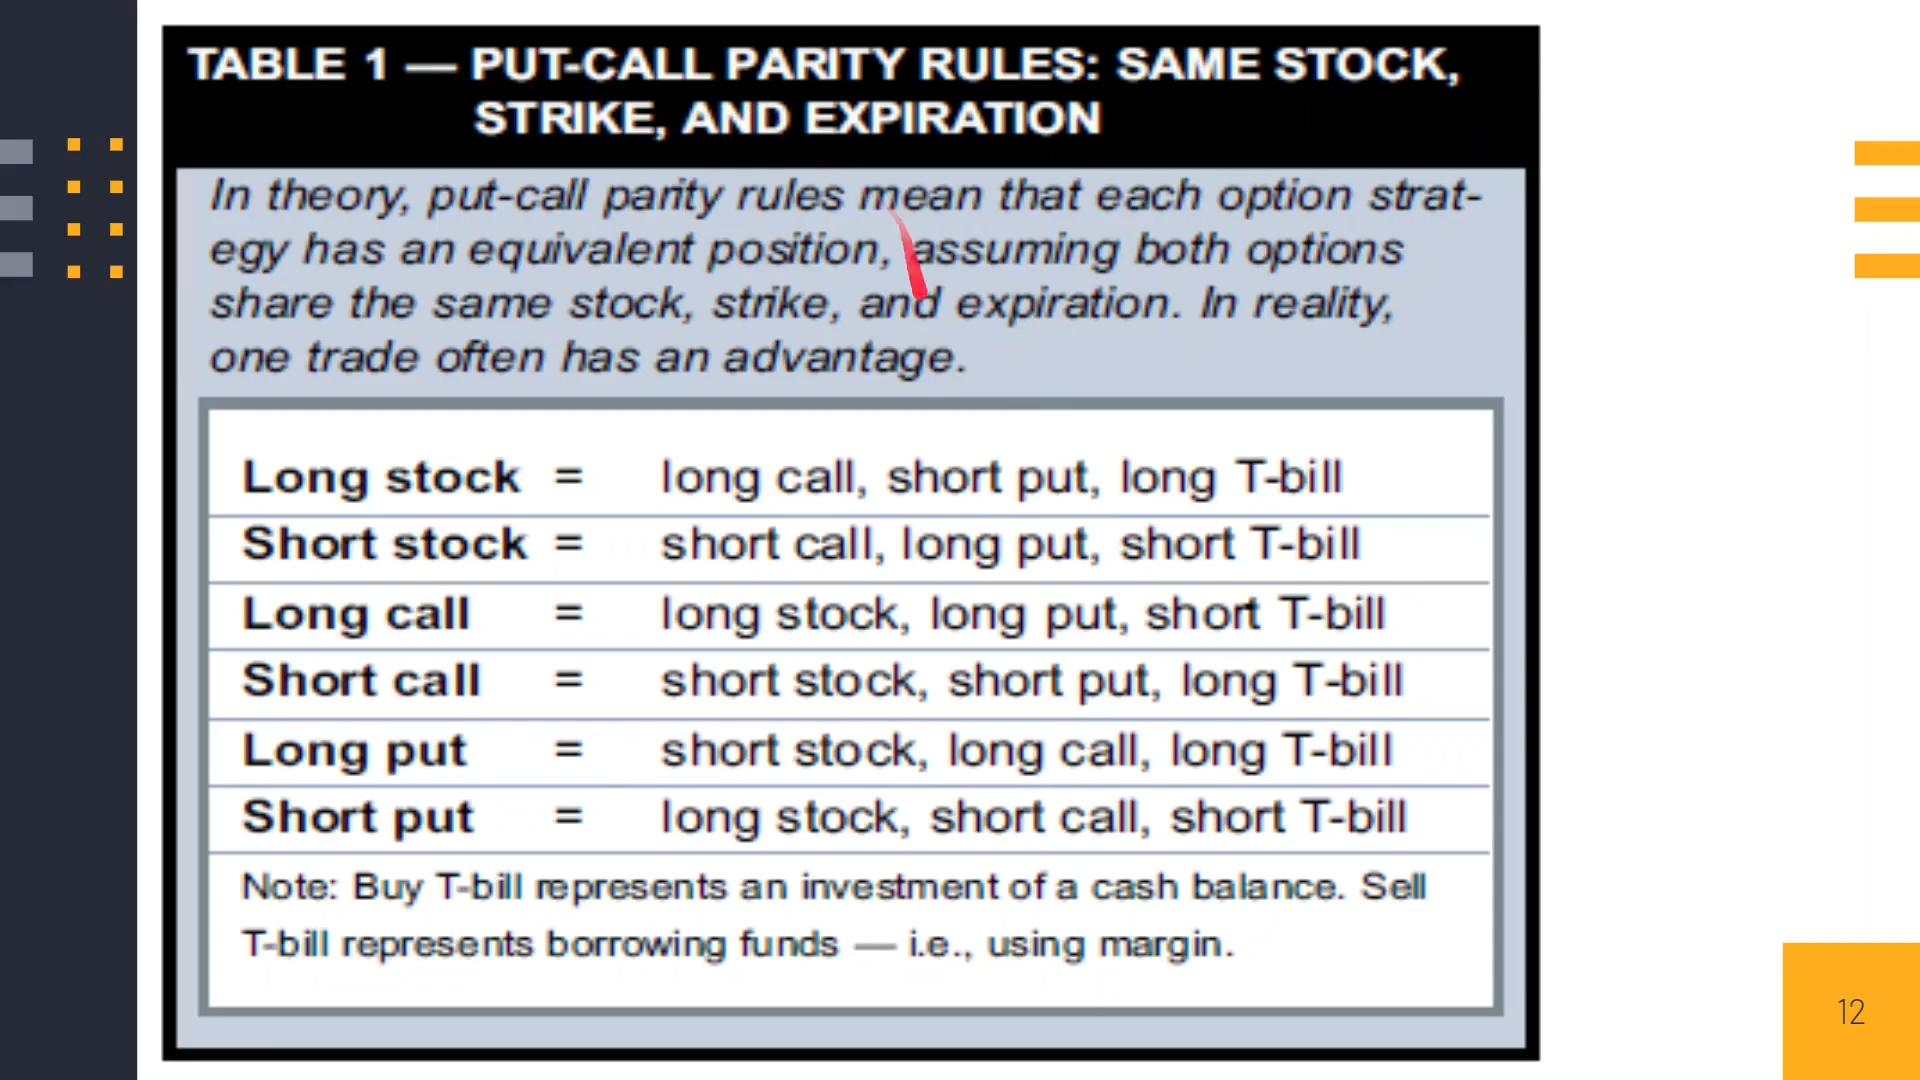 TABLE 1 — PUT-CALL PARITY RULES: SAME STOCK,
STRIKE, AND EXPIRATION
In theory, put-call parity rules mean that each option strat-
egy has an equivalent position, assuming both options
share the same stock, strike, and expiration. In reality,
one trade often has an advantage.
Long stock = long call, short put, long T-bill
Short stock = short call, long put, short T-bill
Long call = long stock, long put, short T-bill
Short call = short stock, short put, long T-bill
Long put = short stock, long call, long T-bill
Short put = long stock, short call, short T-bill
Note: Buy T-bill represents an investment of a cash balance. Sell
T-bill represents borrowing funds — i.e., using margin.
12